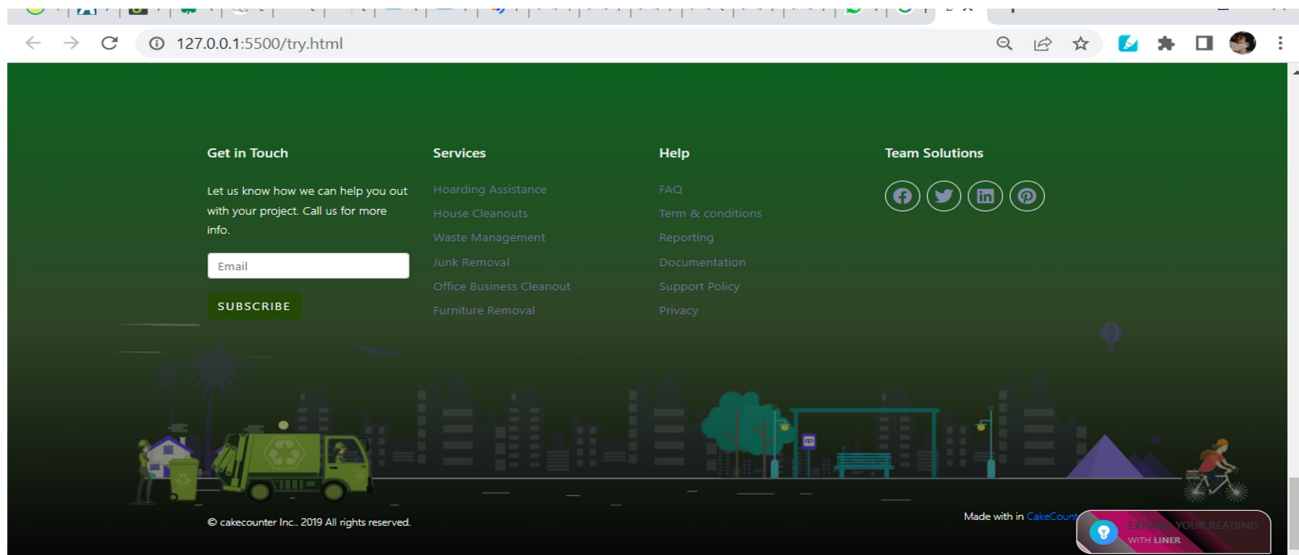 127.0.0.1:5500/try.html
Get in Touch
Let us know how we can help you out
with your project. Call us for more
info.
Email
SUBSCRIBE
Services
Hoarding Assistance
House Cleanouts
Waste Management
Junk Removal
Office Business Cleanout
Furniture Removal
Help
FAQ
Term & conditions
Reporting
Documentation
Support Policy
Privacy
Team Solutions
© cakecounter Inc.. 2019 All rights reserved.
Made with in CakeCount
YOUR READING
WITH LINER